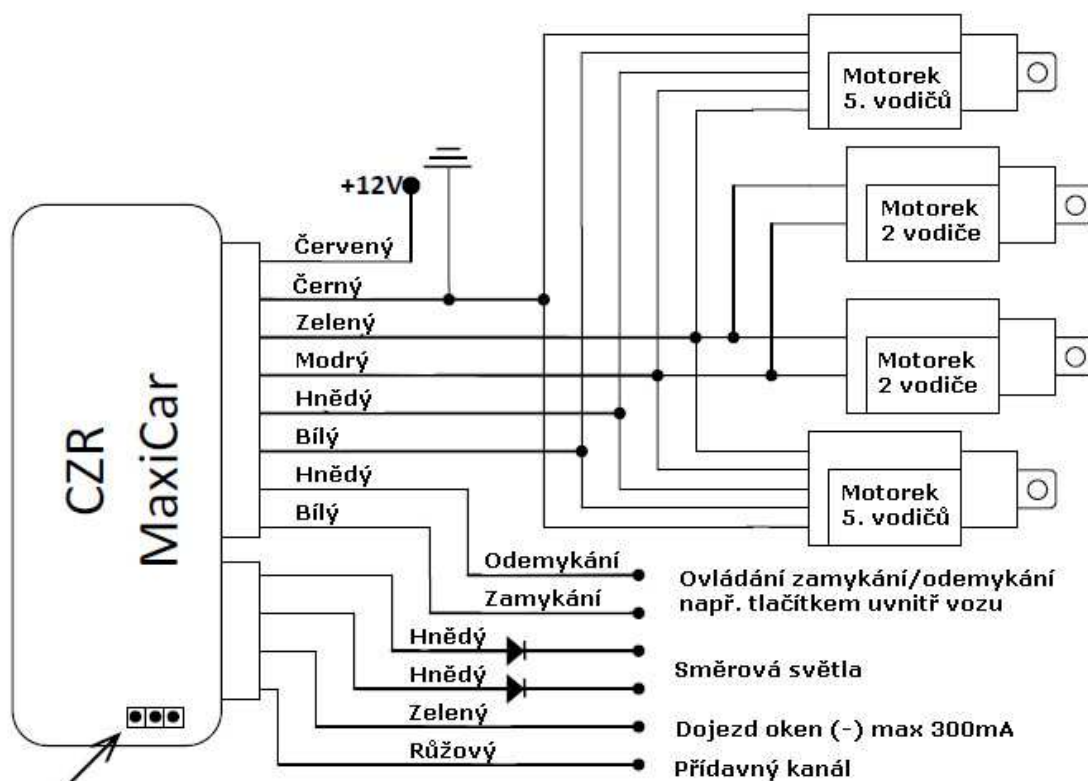 Motorek
5. vodičů
+12V
Motorek
2 vodiče
Červený
Černý
Zelený
Modrý
Motorek
2 vodiče
Hnědý
Bílý
Hnědý
Bílý
Motorek
5. vodičů
CZR
MaxiCar
Odemykání
Zamykání
Ovládání zamykání/odemykání
např. tlačítkem uvnitř vozu
Hnědý
Hnědý
Směrová světla
Zelený
Dojezd oken (-) max 300mA
Růžový
Přídavný kanál